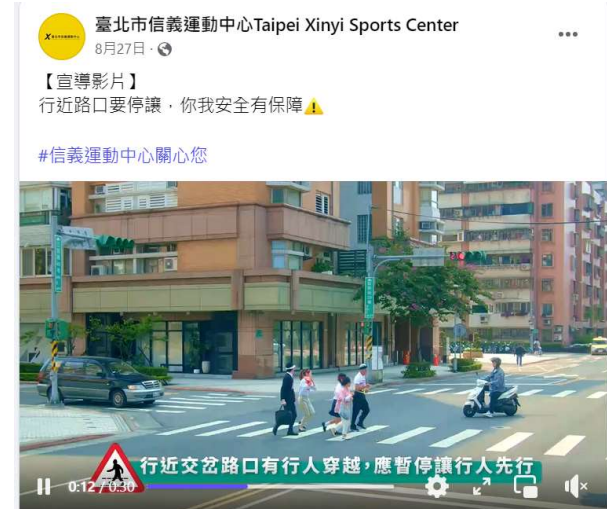 臺北市信義運動中心Taipei Xinyi Sports Center
8月27日
【宣導影片】
行近路口要停讓，你我安全有保障
#信義運動中心關心您
行近交岔路口有行人穿越，應暫停讓行人先行
0:12 / 0:30